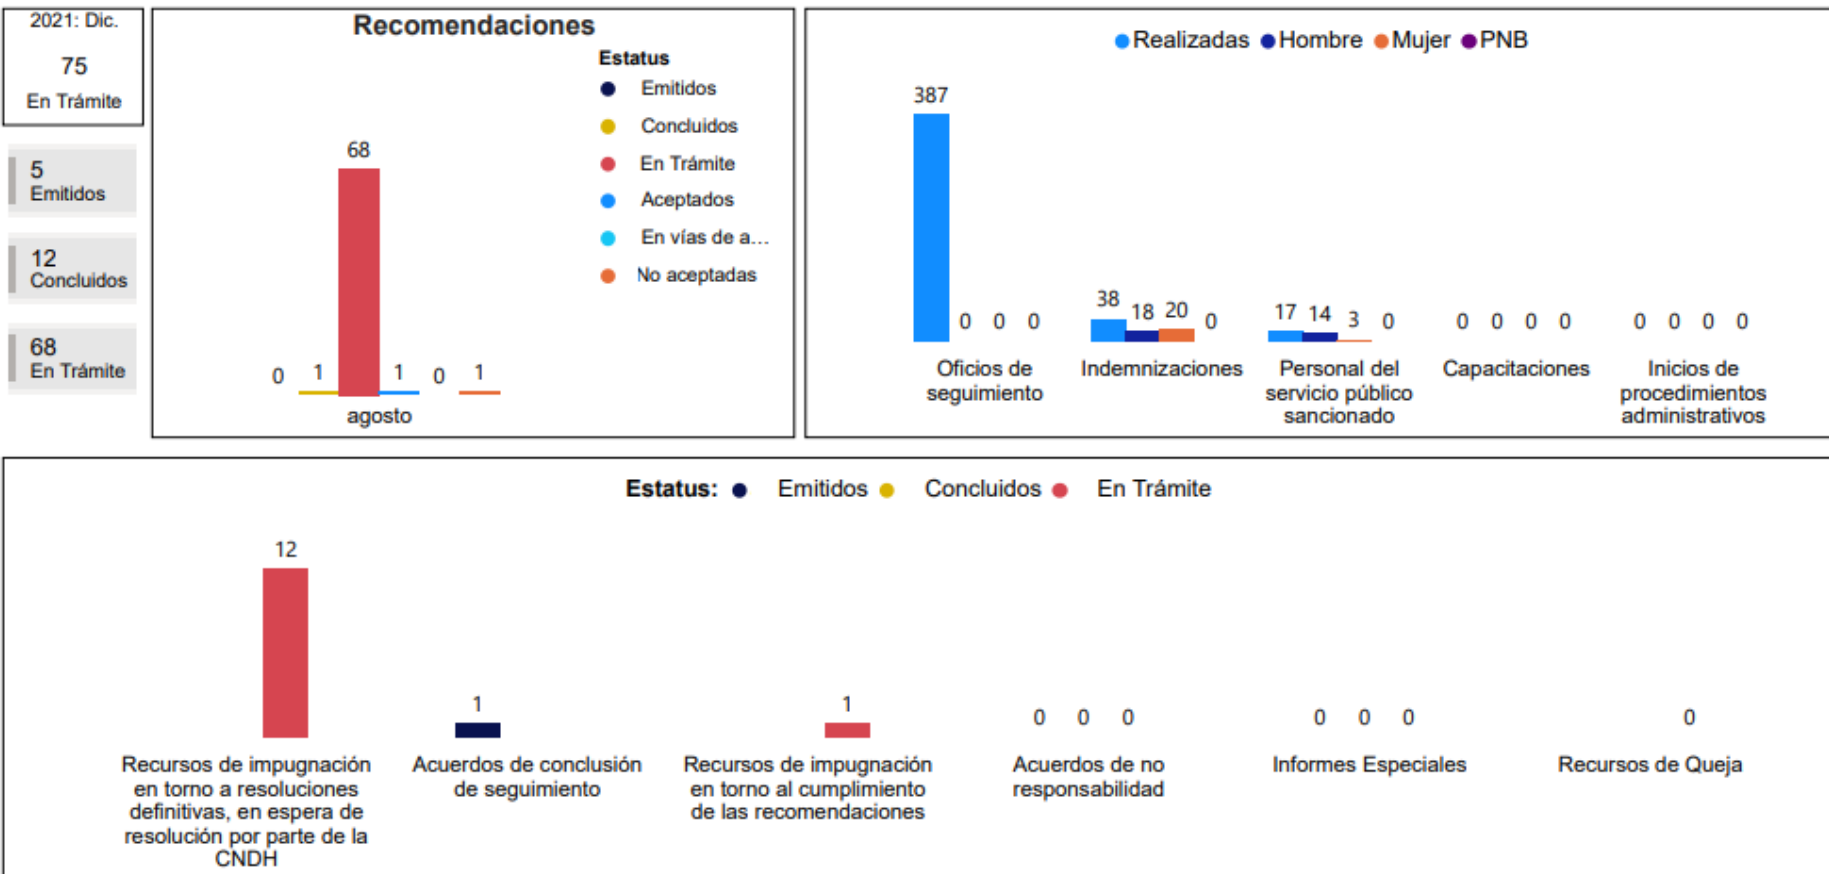 2021: Dic.
75
En Trámite
5
Emitidos
12
Concluidos
68
En Trámite
Recomendaciones
Estatus
Emitidos
Concluidos
En Trámite
Aceptados
En vías de a...
No aceptadas
0 1 68 1 0 1
agosto
Realizadas Hombre Mujer PNB
387 0 0 0
38 18 20 0
17 14 3 0
0 0 0 0
0 0 0 0
Oficios de
seguimiento
Indemnizaciones
Personal del
servicio público
sancionado
Capacitaciones
Inicios de
procedimientos
administrativos
Estatus: Emitidos Concluidos En Trámite
12
1
1
0 0 0
0 0 0
0
Recursos de impugnación
en torno a resoluciones
definitivas, en espera de
resolución por parte de la
CNDH
Acuerdos de conclusión
de seguimiento
Recursos de impugnación
en torno al cumplimiento
de las recomendaciones
Acuerdos de no
responsabilidad
Informes Especiales
Recursos de Queja